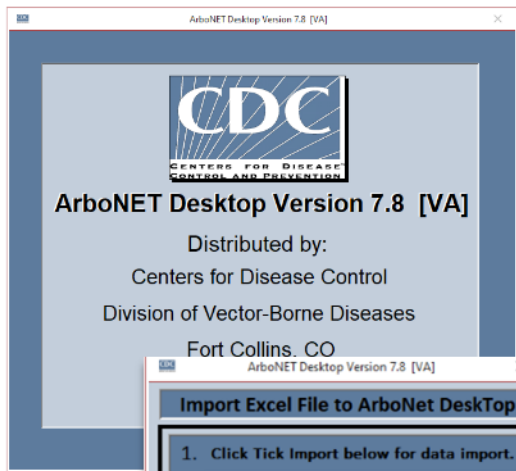 ArboNET Desktop Version 7.8 [VA]
CDC
CENTERS FOR DISEASE
CONTROL AND PREVENTION
ArboNET Desktop Version 7.8 [VA]
Distributed by:
Centers for Disease Control
Division of Vector-Borne Diseases
Fort Collins, CO
ArboNET Desktop Version 7.8 [VA]
Import Excel File to ArboNet DeskTop
1. Click Tick Import below for data import.